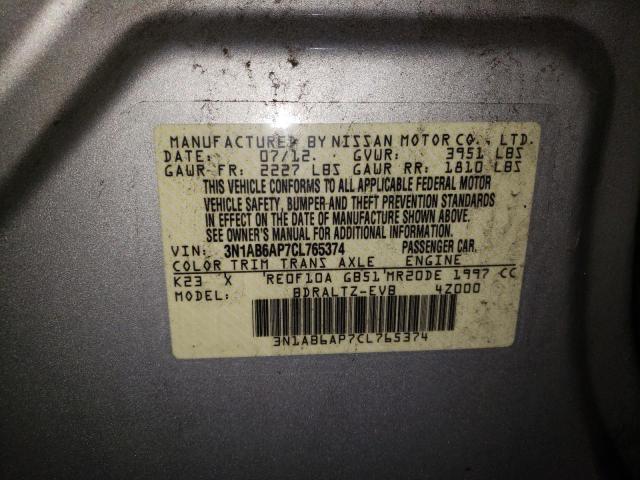 MANUFACTURED BY NISSAN MOTOR CO., LTD.
DATE: 07/12. GVWR: 3951 LBS
GAWR FR: 2227 LBS GAWR RR: 1810 LBS
THIS VEHICLE CONFORMS TO ALL APPLICABLE FEDERAL MOTOR
VEHICLE SAFETY, BUMPER AND THEFT PREVENTION STANDARDS
IN EFFECT ON THE DATE OF MANUFACTURE SHOWN ABOVE.
SEE OWNER'S MANUAL FOR ADDITIONAL INFORMATION.
VIN: 3N1AB6AP7CL765374 PASSENGER CAR.
COLOR TRIM TRANS AXLE ENGINE
K23 X RE0F10A GB51 MR20DE 1997 CC
MODEL: BDRALTZ-EVB 4Z000
3N1AB6AP7CL765374